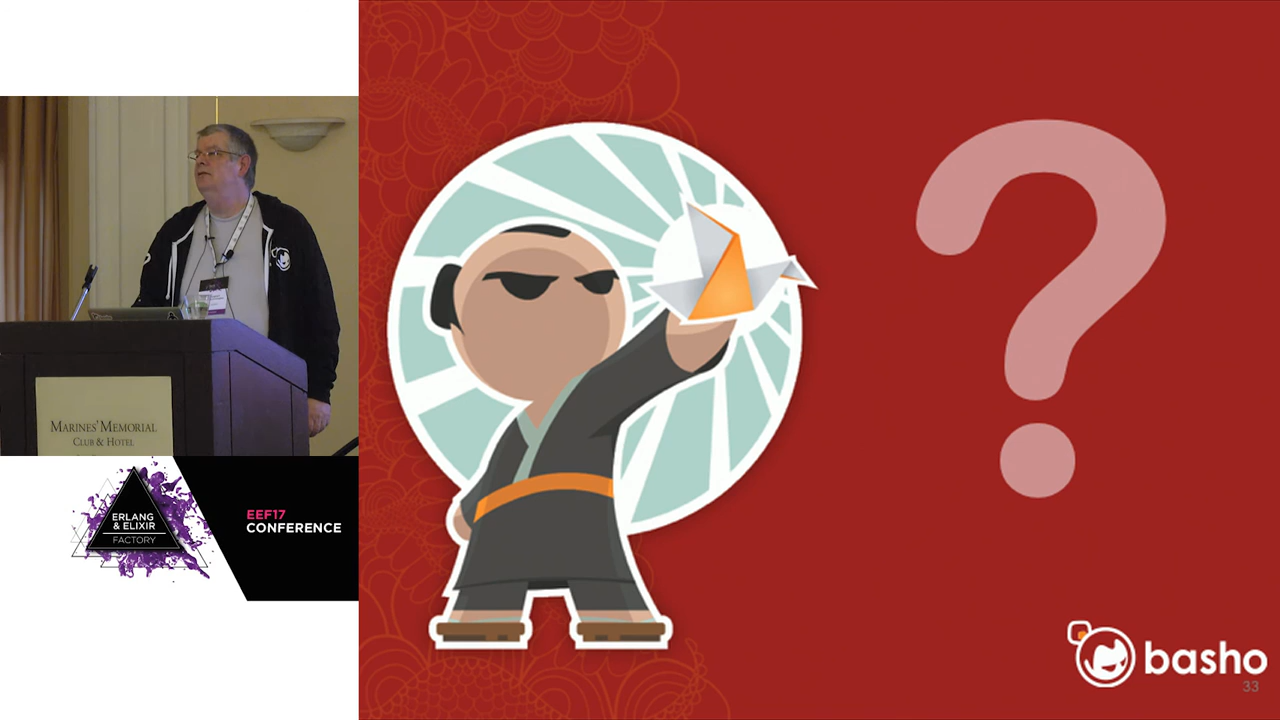 MARINES' MEMORIAL
CLUB & HOTEL
ERLANG
& ELIXIR
FACTORY
EEF17
CONFERENCE
?
basho
33